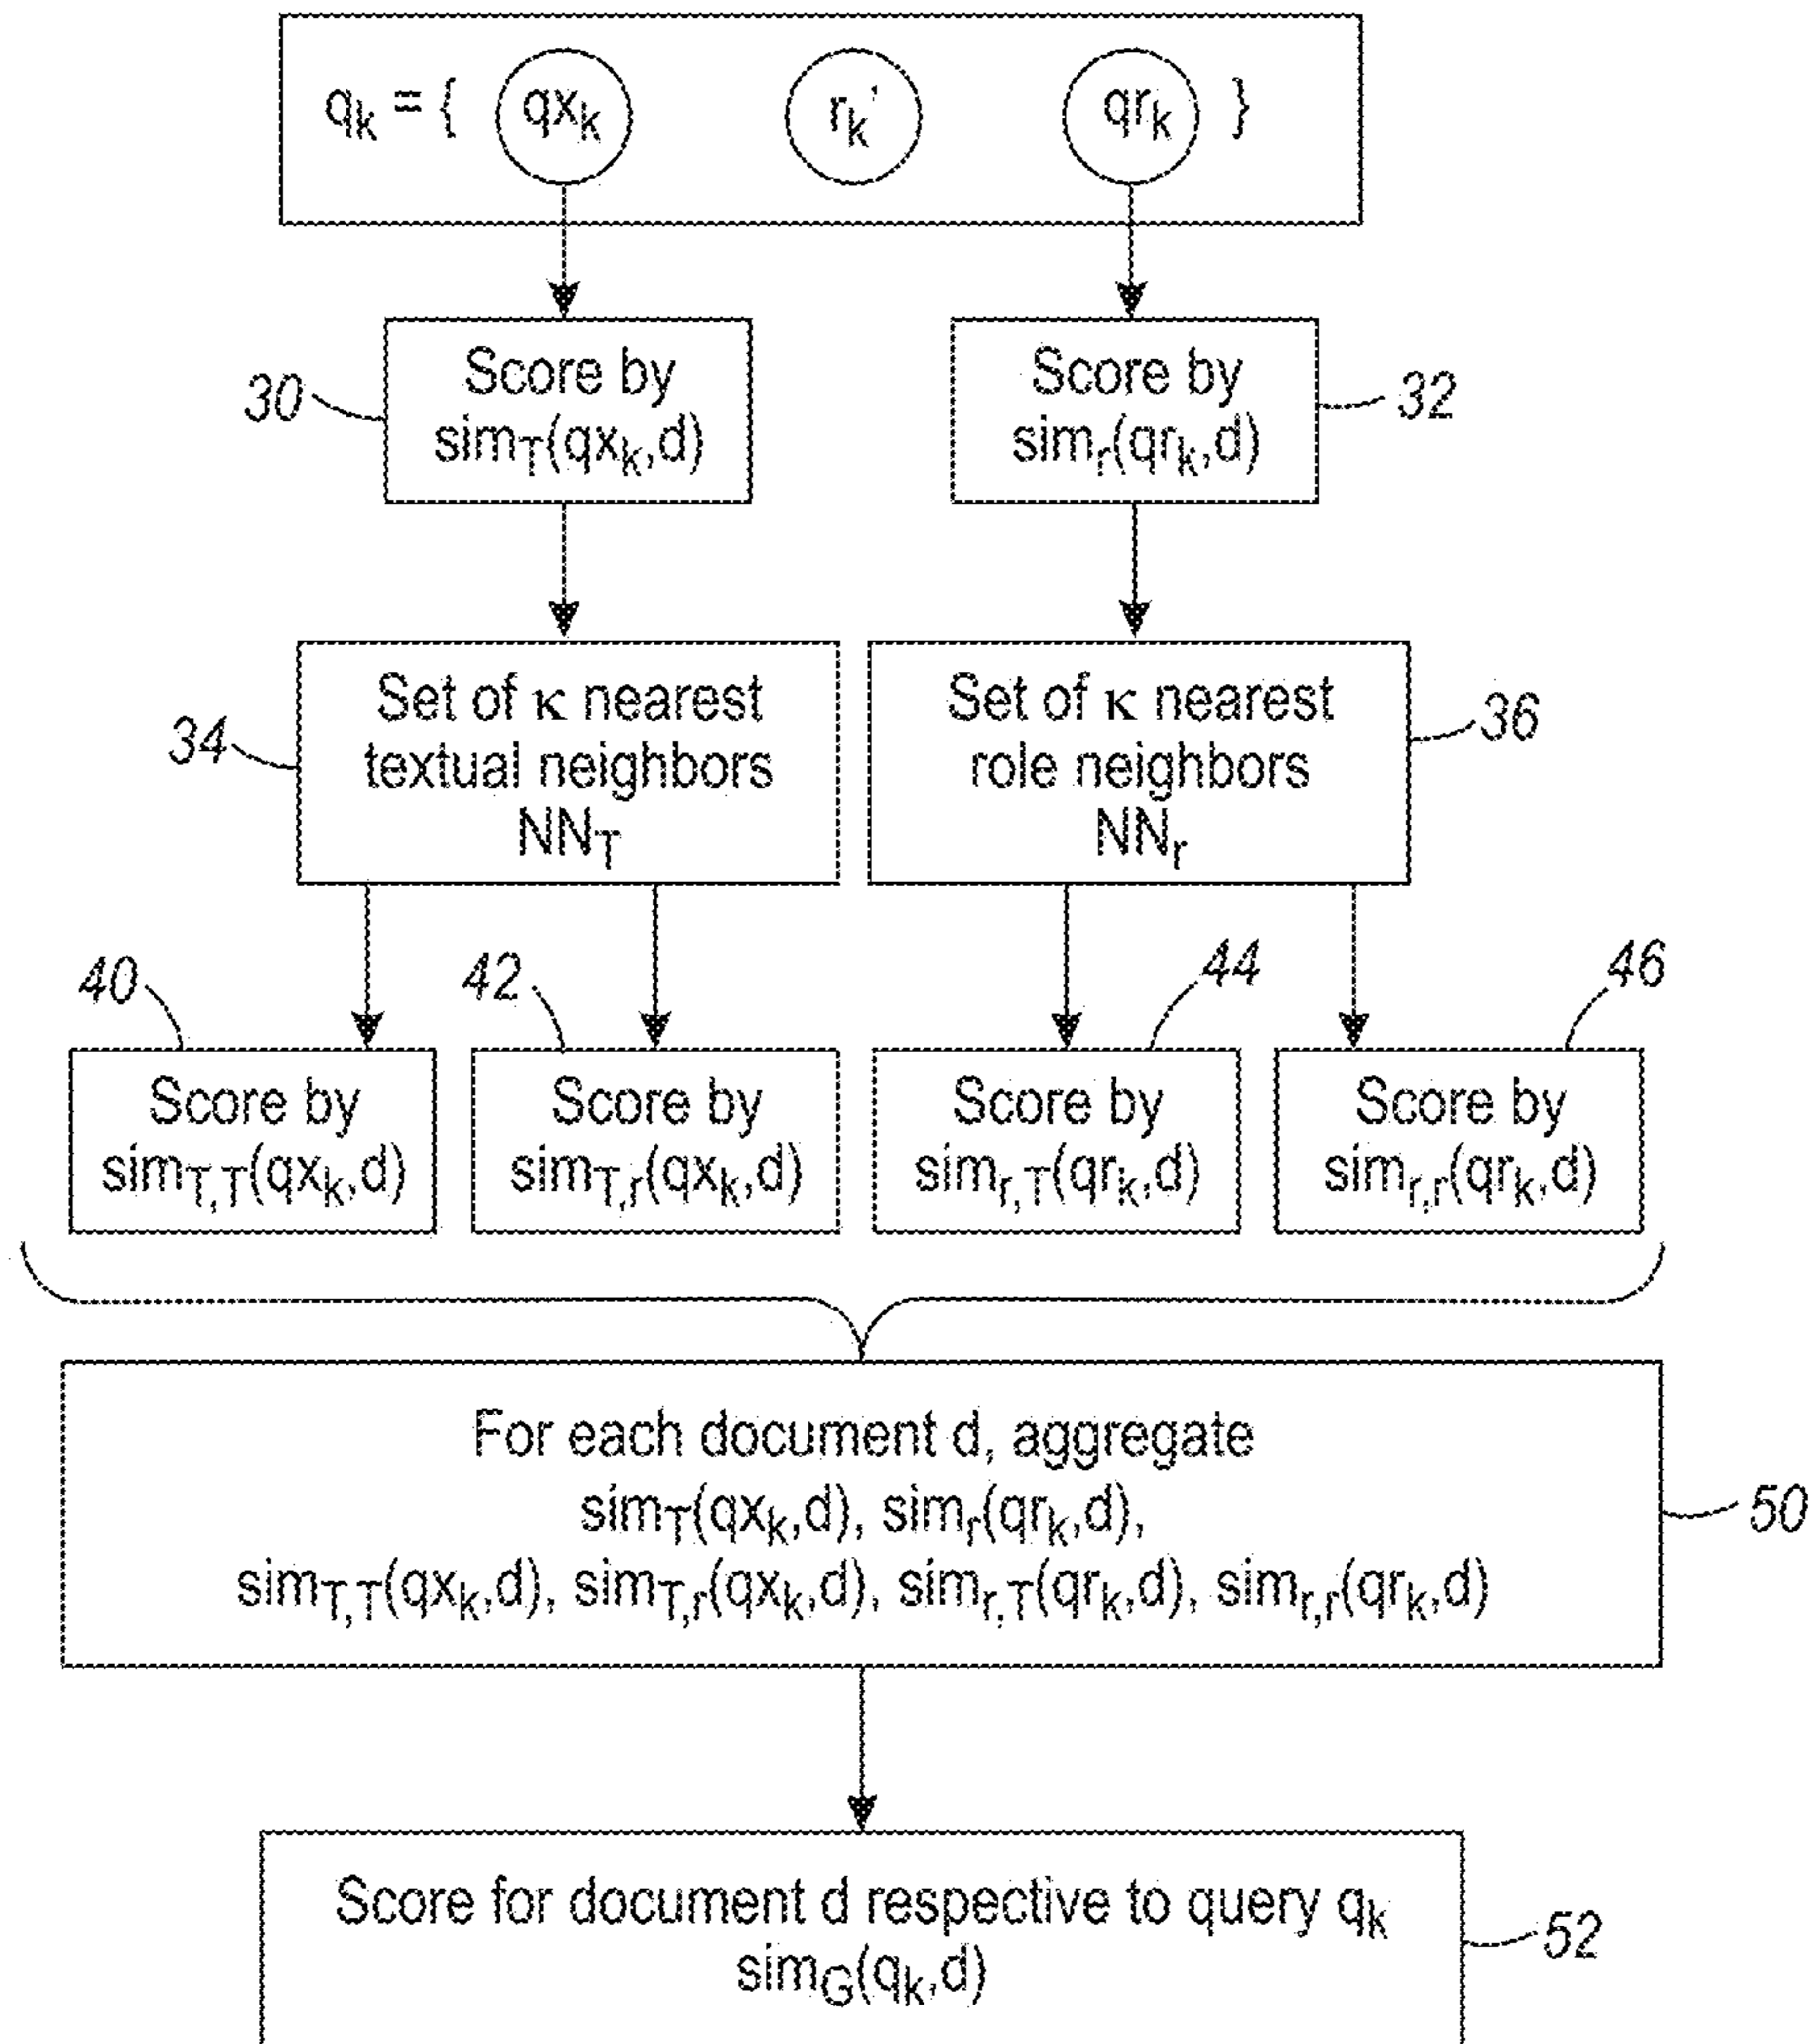 qk = { qxk rk' qrk }
30
Score by
simT(qxk,d)
Score by
simr(qrk,d)
32
34
Set of κ nearest
textual neighbors
NNT
Set of κ nearest
role neighbors
NNr
36
40
42
44
46
Score by
simT,T(qxk,d)
Score by
simT,r(qxk,d)
Score by
simr,T(qrk,d)
Score by
simr,r(qrk,d)
For each document d, aggregate
simT(qxk,d), simr(qrk,d),
simT,T(qxk,d), simT,r(qxk,d), simr,T(qrk,d), simr,r(qrk,d)
50
Score for document d respective to query qk
simG(qk,d)
52